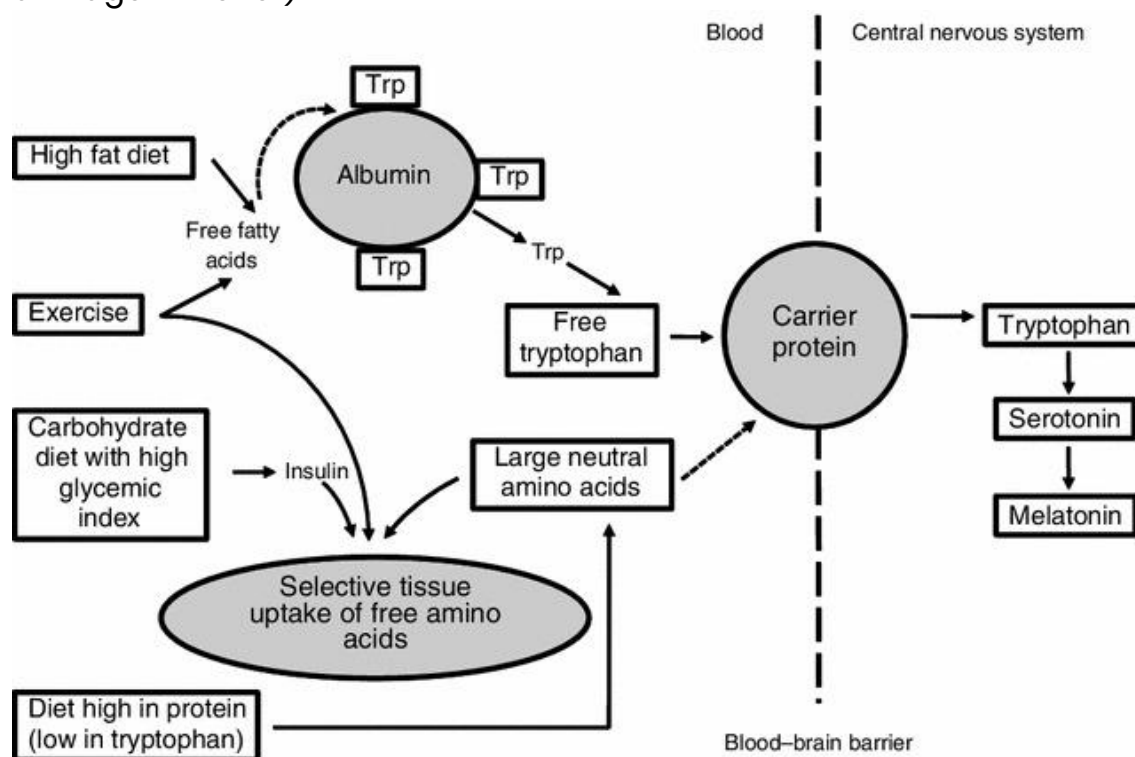 Blood
Central nervous system
Trp
High fat diet
Albumin
Trp
Free fatty
acids
Trp
Trp
Exercise
Free
tryptophan
Carrier
protein
Tryptophan
Carbohydrate
diet with high
glycemic
index
Insulin
Large neutral
amino acids
Serotonin
Melatonin
Selective tissue
uptake of free amino
acids
Diet high in protein
(low in tryptophan)
Blood–brain barrier